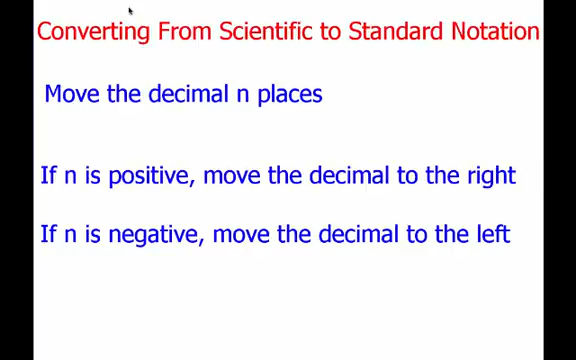 Converting From Scientific to Standard Notation
Move the decimal n places
If n is positive, move the decimal to the right
If n is negative, move the decimal to the left